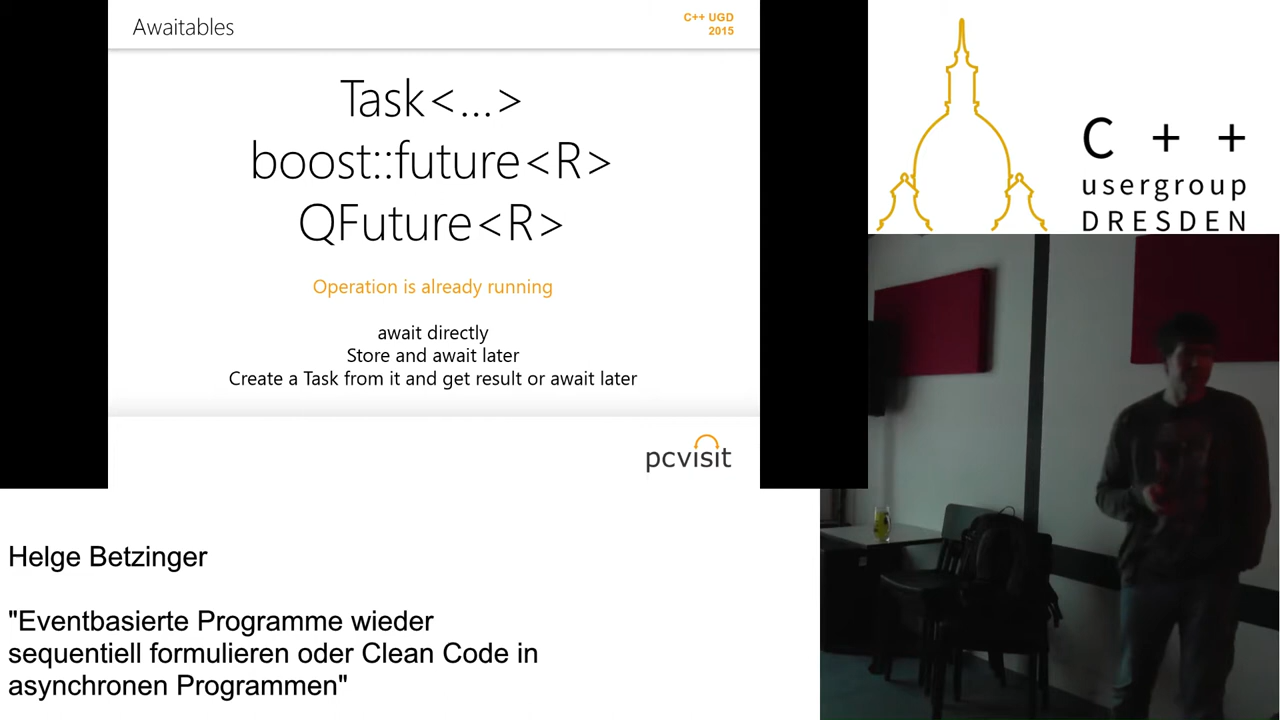 Awaitables
C++ UGD
2015
Task<...>
boost::future<R>
QFuture<R>
Operation is already running
await directly
Store and await later
Create a Task from it and get result or await later
pcvisit
C + +
usergroup
DRESDEN
Helge Betzinger
"Eventbasierte Programme wieder
sequentiell formulieren oder Clean Code in
asynchronen Programmen"